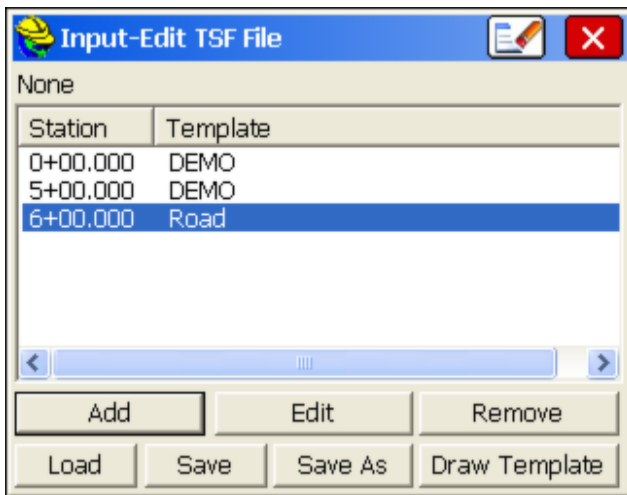 Input-Edit TSF File
None
Station Template
0+00.000 DEMO
5+00.000 DEMO
6+00.000 Road
Add Edit Remove
Load Save Save As Draw Template